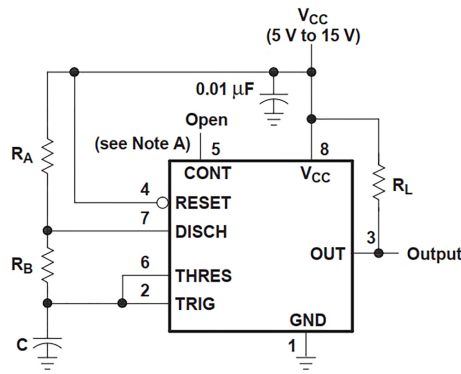 VCC
(5 V to 15 V)
0.01 μF
Open
(see Note A)
5
8
RA
CONT
VCC
RL
4
RESET
7
DISCH
3
OUT
Output
RB
6
THRES
2
TRIG
GND
C
1